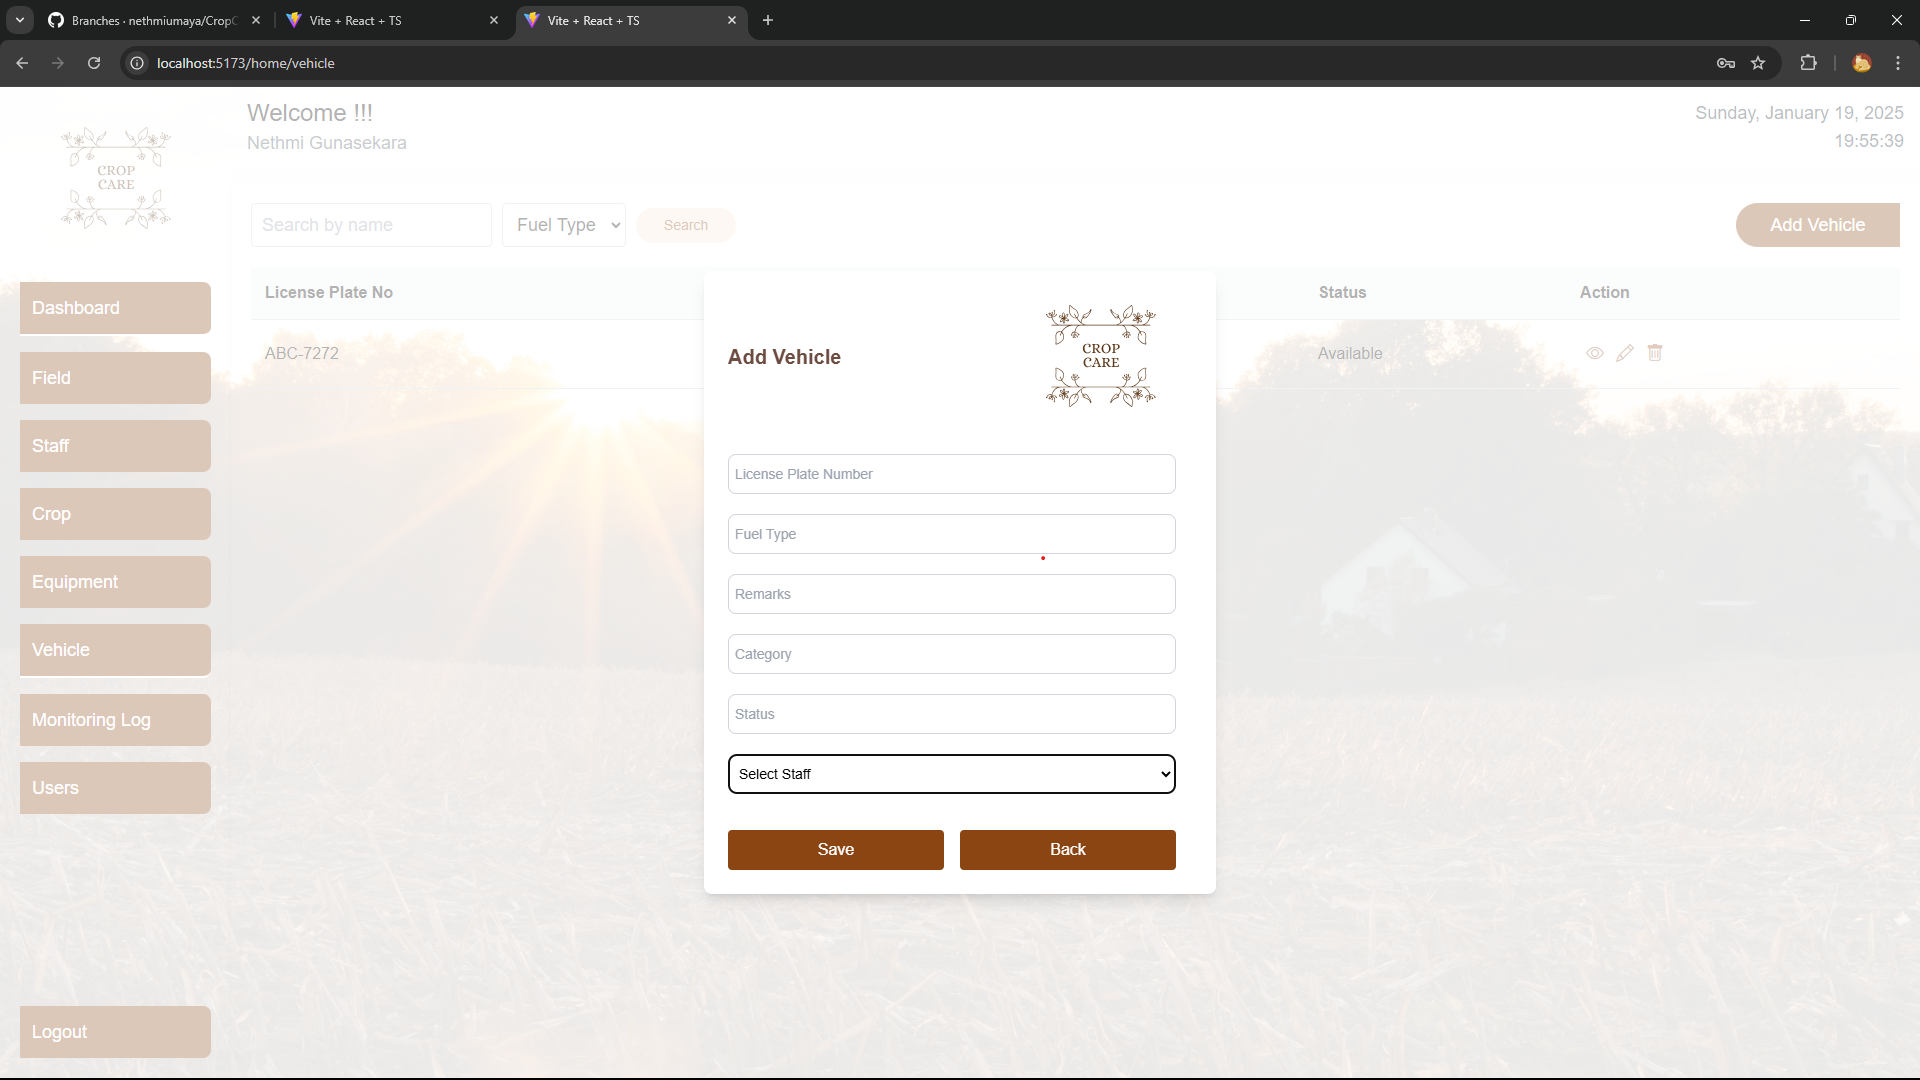 Branches · nethmiumaya/CropC
Vite + React + TS
Vite + React + TS
localhost:5173/home/vehicle
CROP
CARE
Welcome !!!
Nethmi Gunasekara
Sunday, January 19, 2025
19:55:39
Search by name
Fuel Type
Search
Add Vehicle
License Plate No
Status
Action
ABC-7272
Available
Dashboard
Field
Staff
Crop
Equipment
Vehicle
Monitoring Log
Users
Logout
Add Vehicle
CROP
CARE
License Plate Number
Fuel Type
Remarks
Category
Status
Select Staff
Save
Back